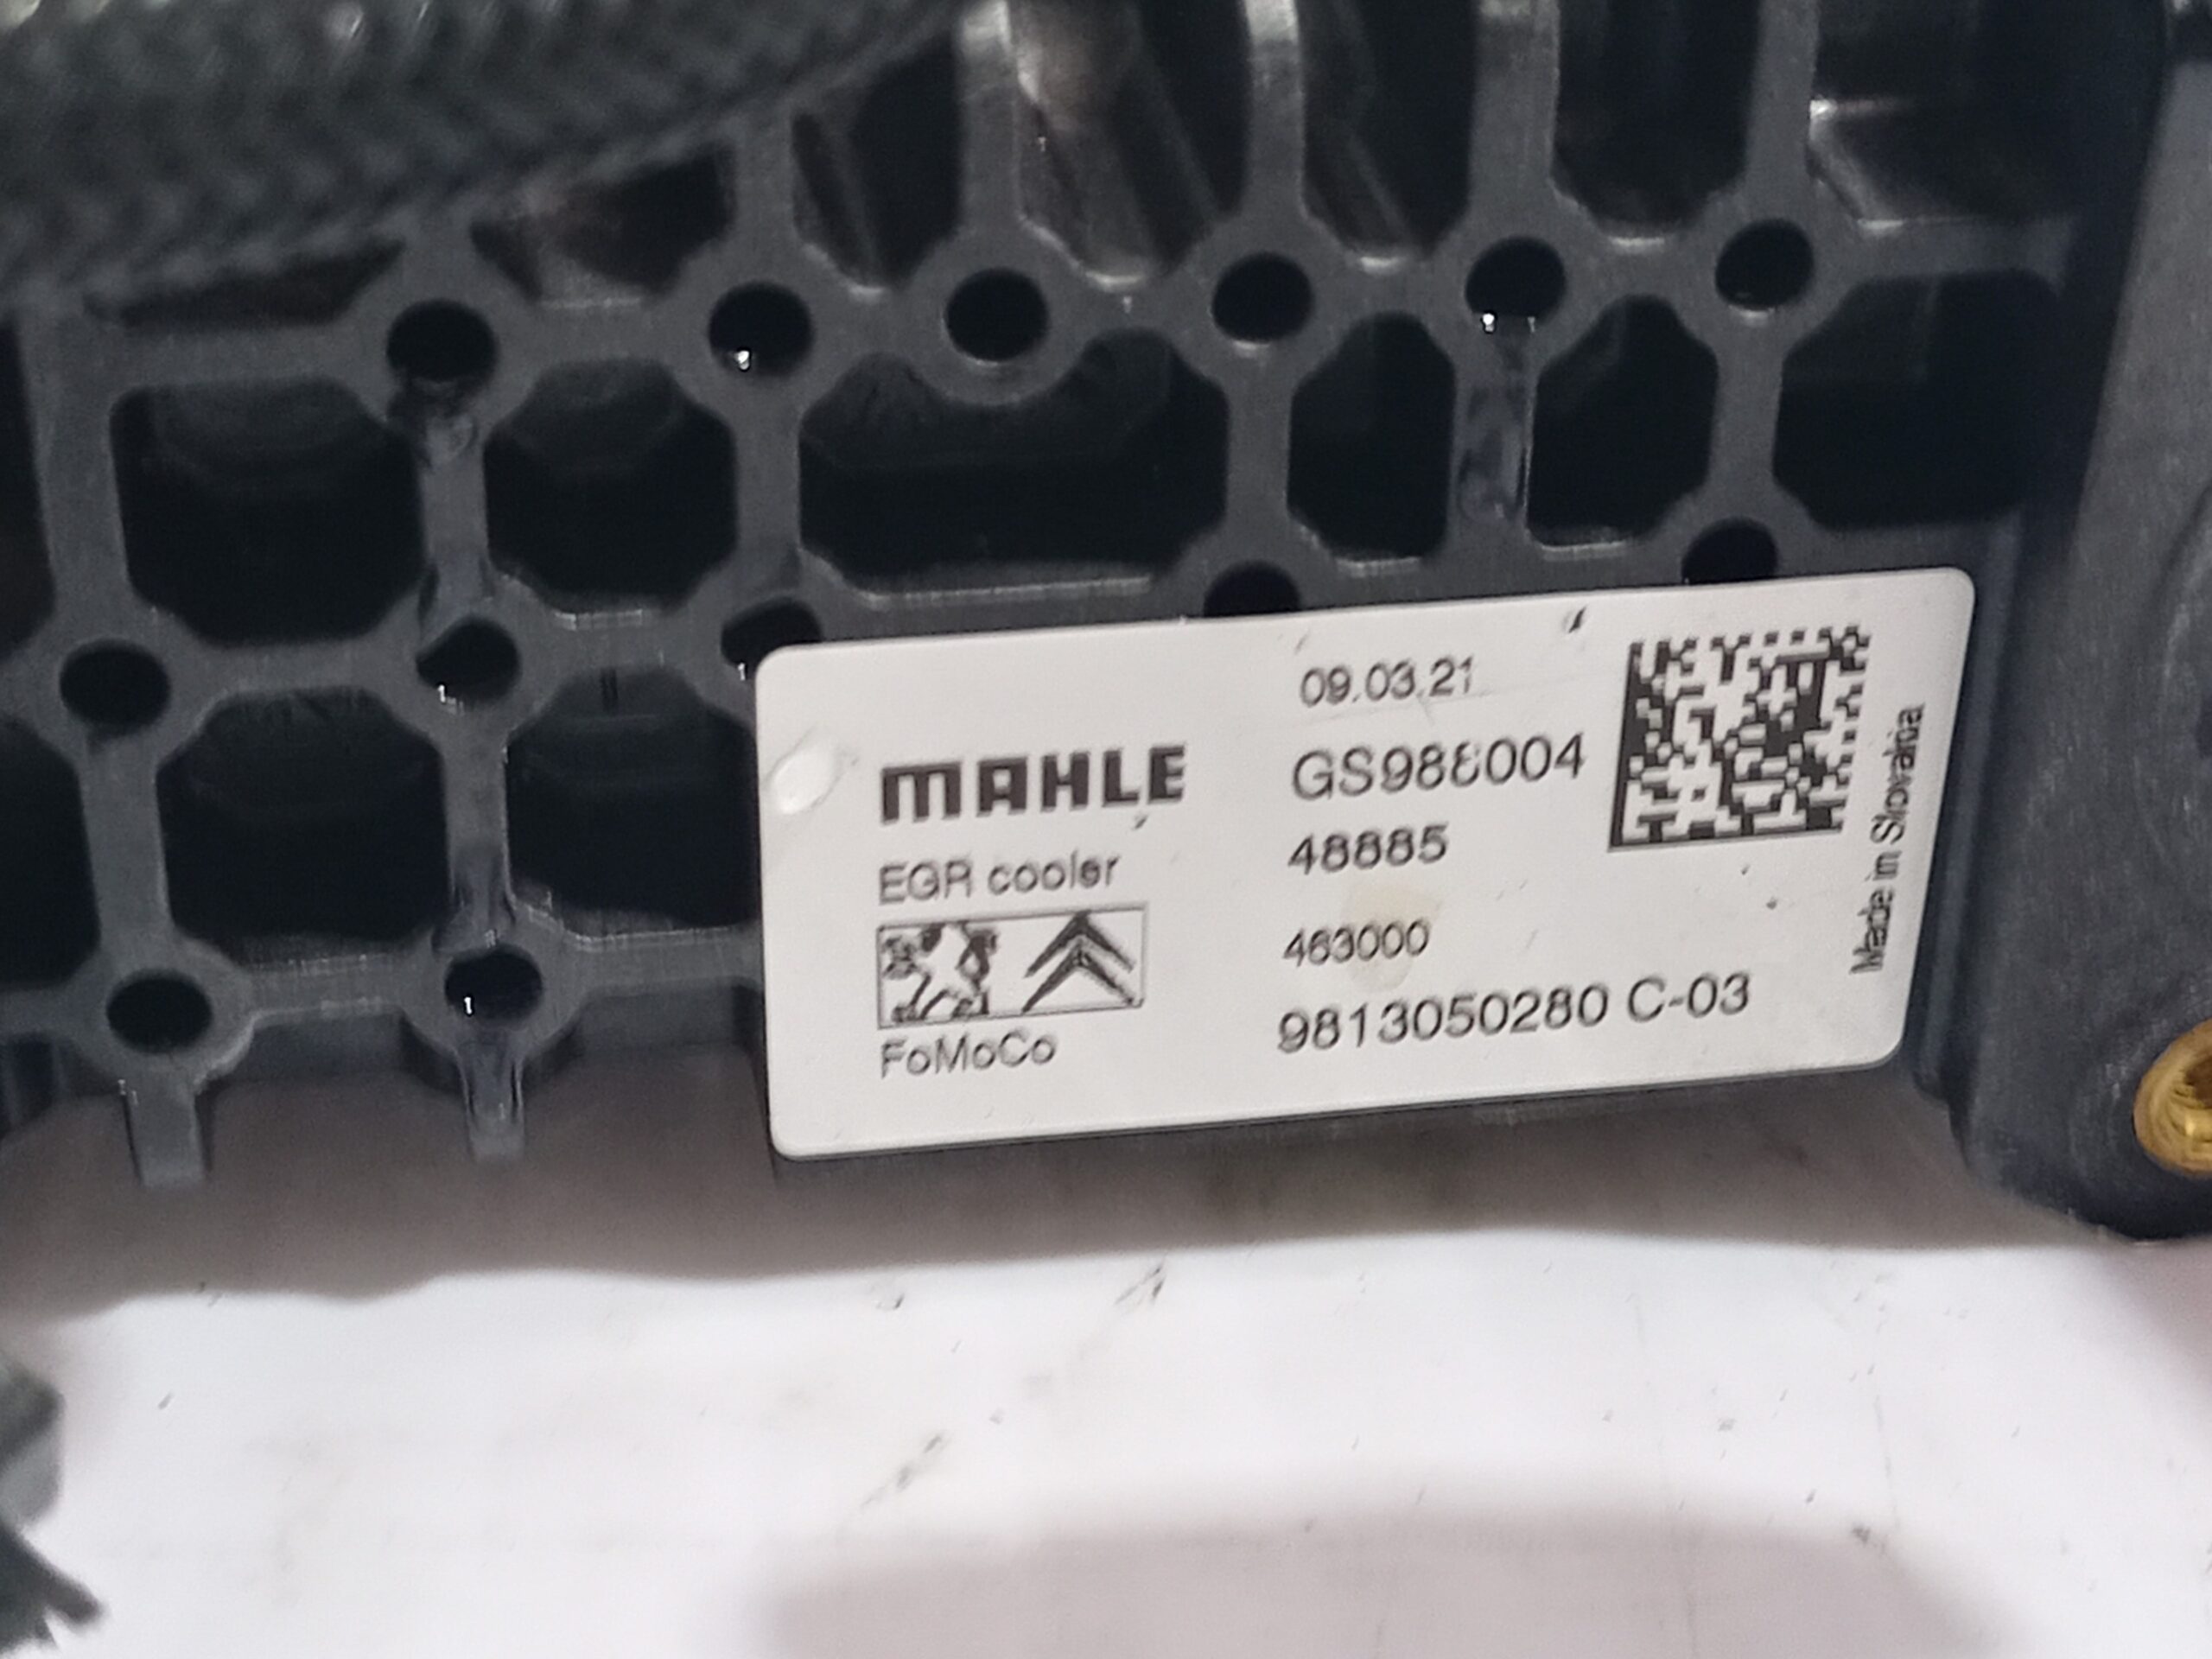 09.03.21
MAHLE
GS988004
EGR cooler
48885
463000
FoMoCo
9813050280 C-03
Made in Slovakia